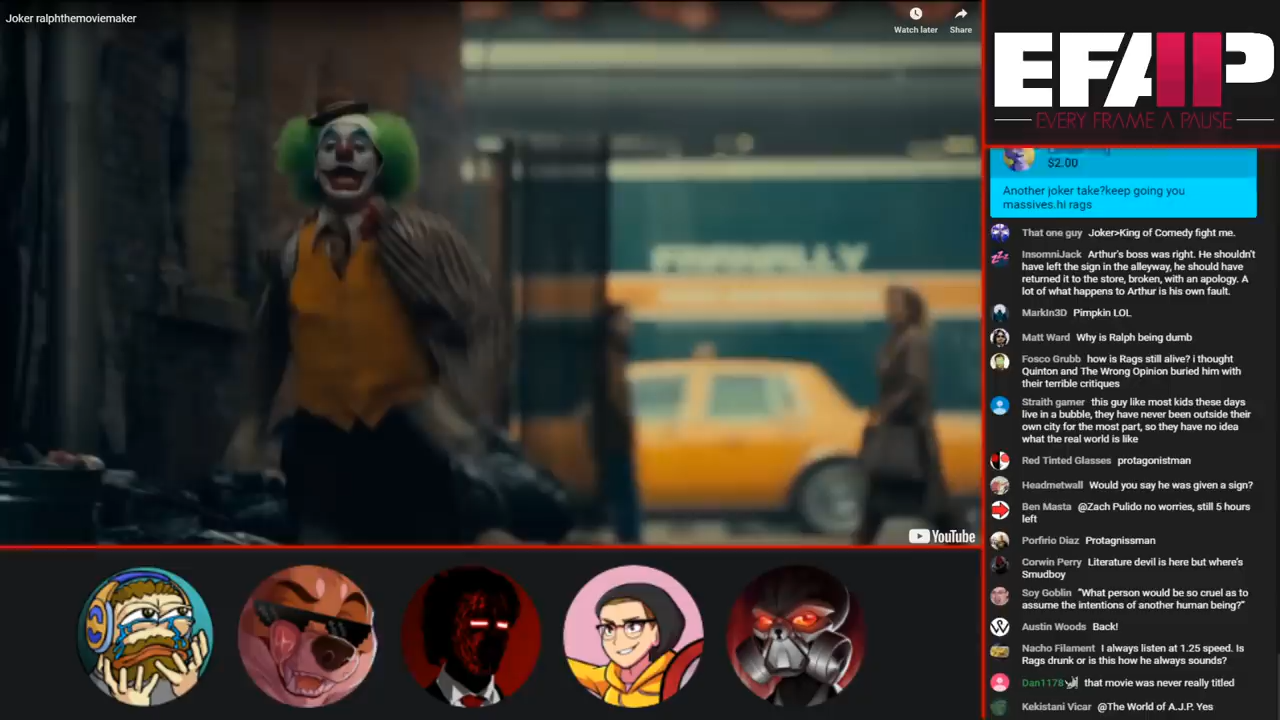 Joker ralphthemoviemaker
Watch later
Share
YouTube
EFAP
EVERY FRAME A PAUSE
$2.00
Another joker take?keep going you
massives.hi rags
That one guy Joker>King of Comedy fight me.
InsomniJack Arthur's boss was right. He shouldn't
have left the sign in the alleyway, he should have
returned it to the store, broken, with an apology. A
lot of what happens to Arthur is his own fault.
MarkIn3D Pimpkin LOL
Matt Ward Why is Ralph being dumb
Fosco Grubb how is Rags still alive? i thought
Quinton and The Wrong Opinion buried him with
their terrible critiques
Straith gamer this guy like most kids these days
live in a bubble, they have never been outside their
own city for the most part, so they have no idea
what the real world is like
Red Tinted Glasses protagonistman
Headmetwall Would you say he was given a sign?
Ben Masta @Zach Pulido no worries, still 5 hours
left
Porfirio Diaz Protagnissman
Corwin Perry Literature devil is here but where's
Smudboy
Soy Goblin "What person would be so cruel as to
assume the intentions of another human being?"
Austin Woods Back!
Nacho Filament I always listen at 1.25 speed. Is
Rags drunk or is this how he always sounds?
Dan1178 that movie was never really titled
Kekistani Vicar @The World of A.J.P. Yes